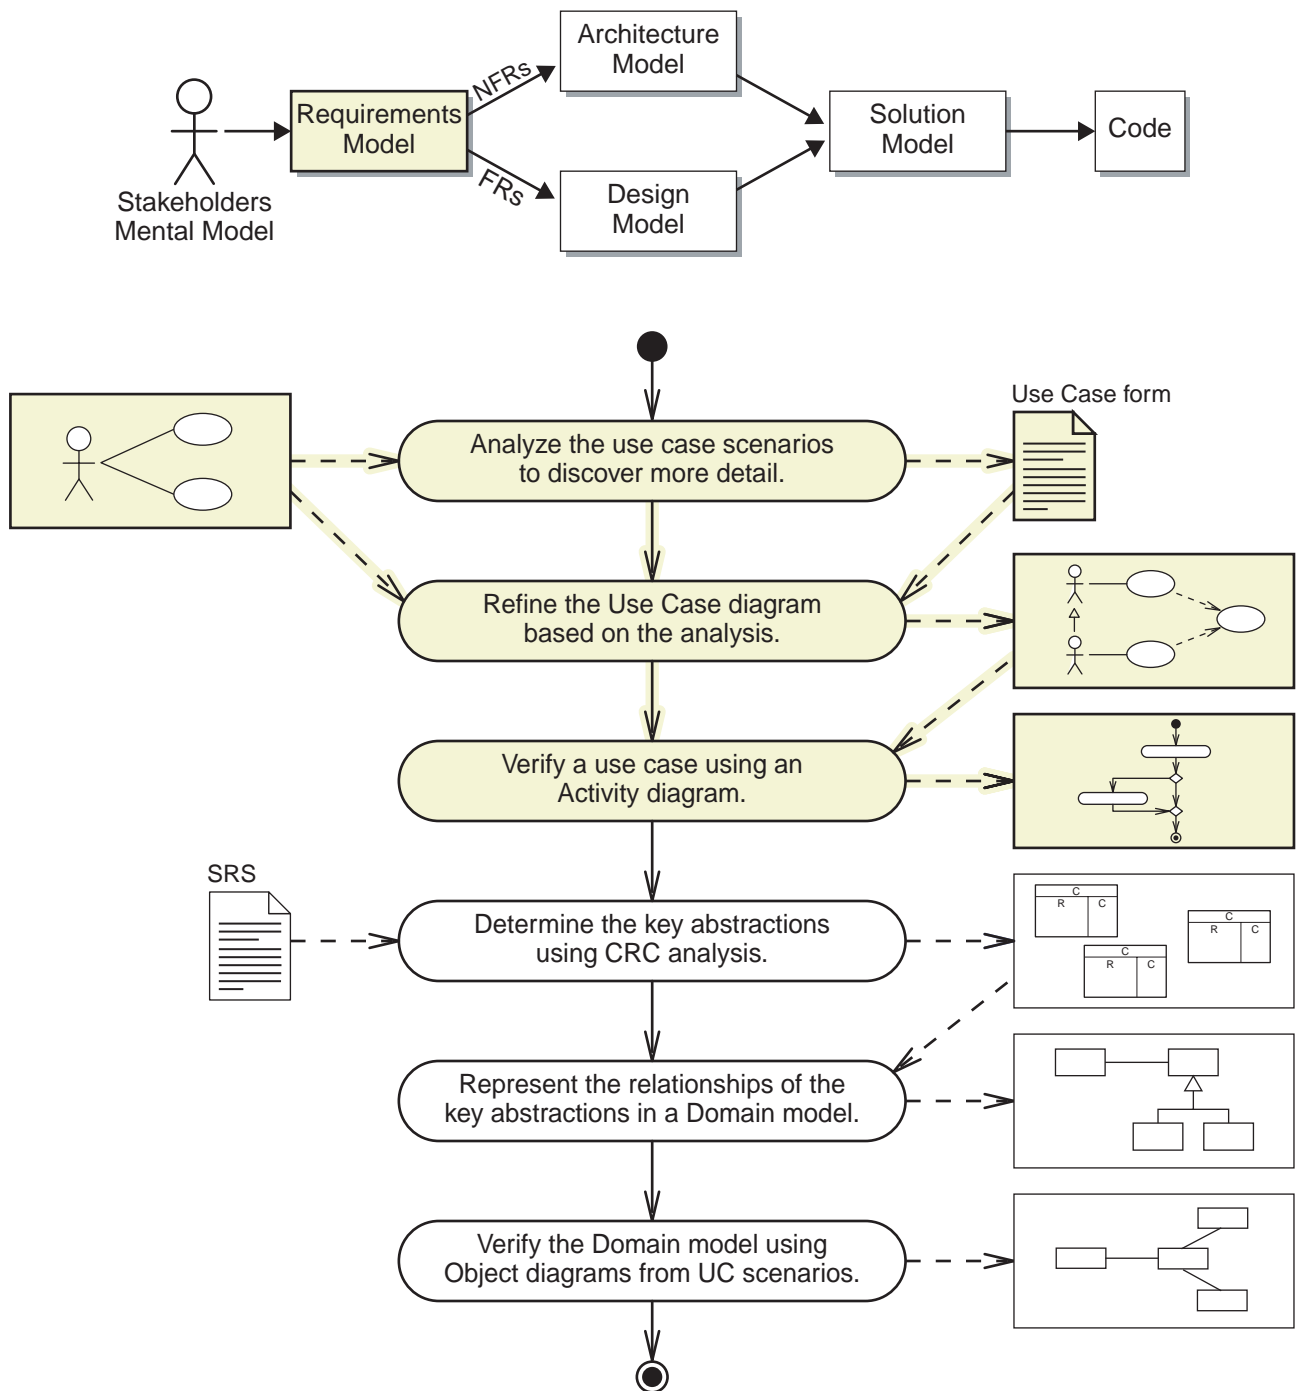 Architecture
Model
NFRs
Requirements
Model
Solution
Model
Code
FRs
Design
Model
Stakeholders
Mental Model
Use Case form
Analyze the use case scenarios
to discover more detail.
Refine the Use Case diagram
based on the analysis.
Verify a use case using an
Activity diagram.
SRS
Determine the key abstractions
using CRC analysis.
C
R C
C
R C
C
R C
Represent the relationships of the
key abstractions in a Domain model.
Verify the Domain model using
Object diagrams from UC scenarios.